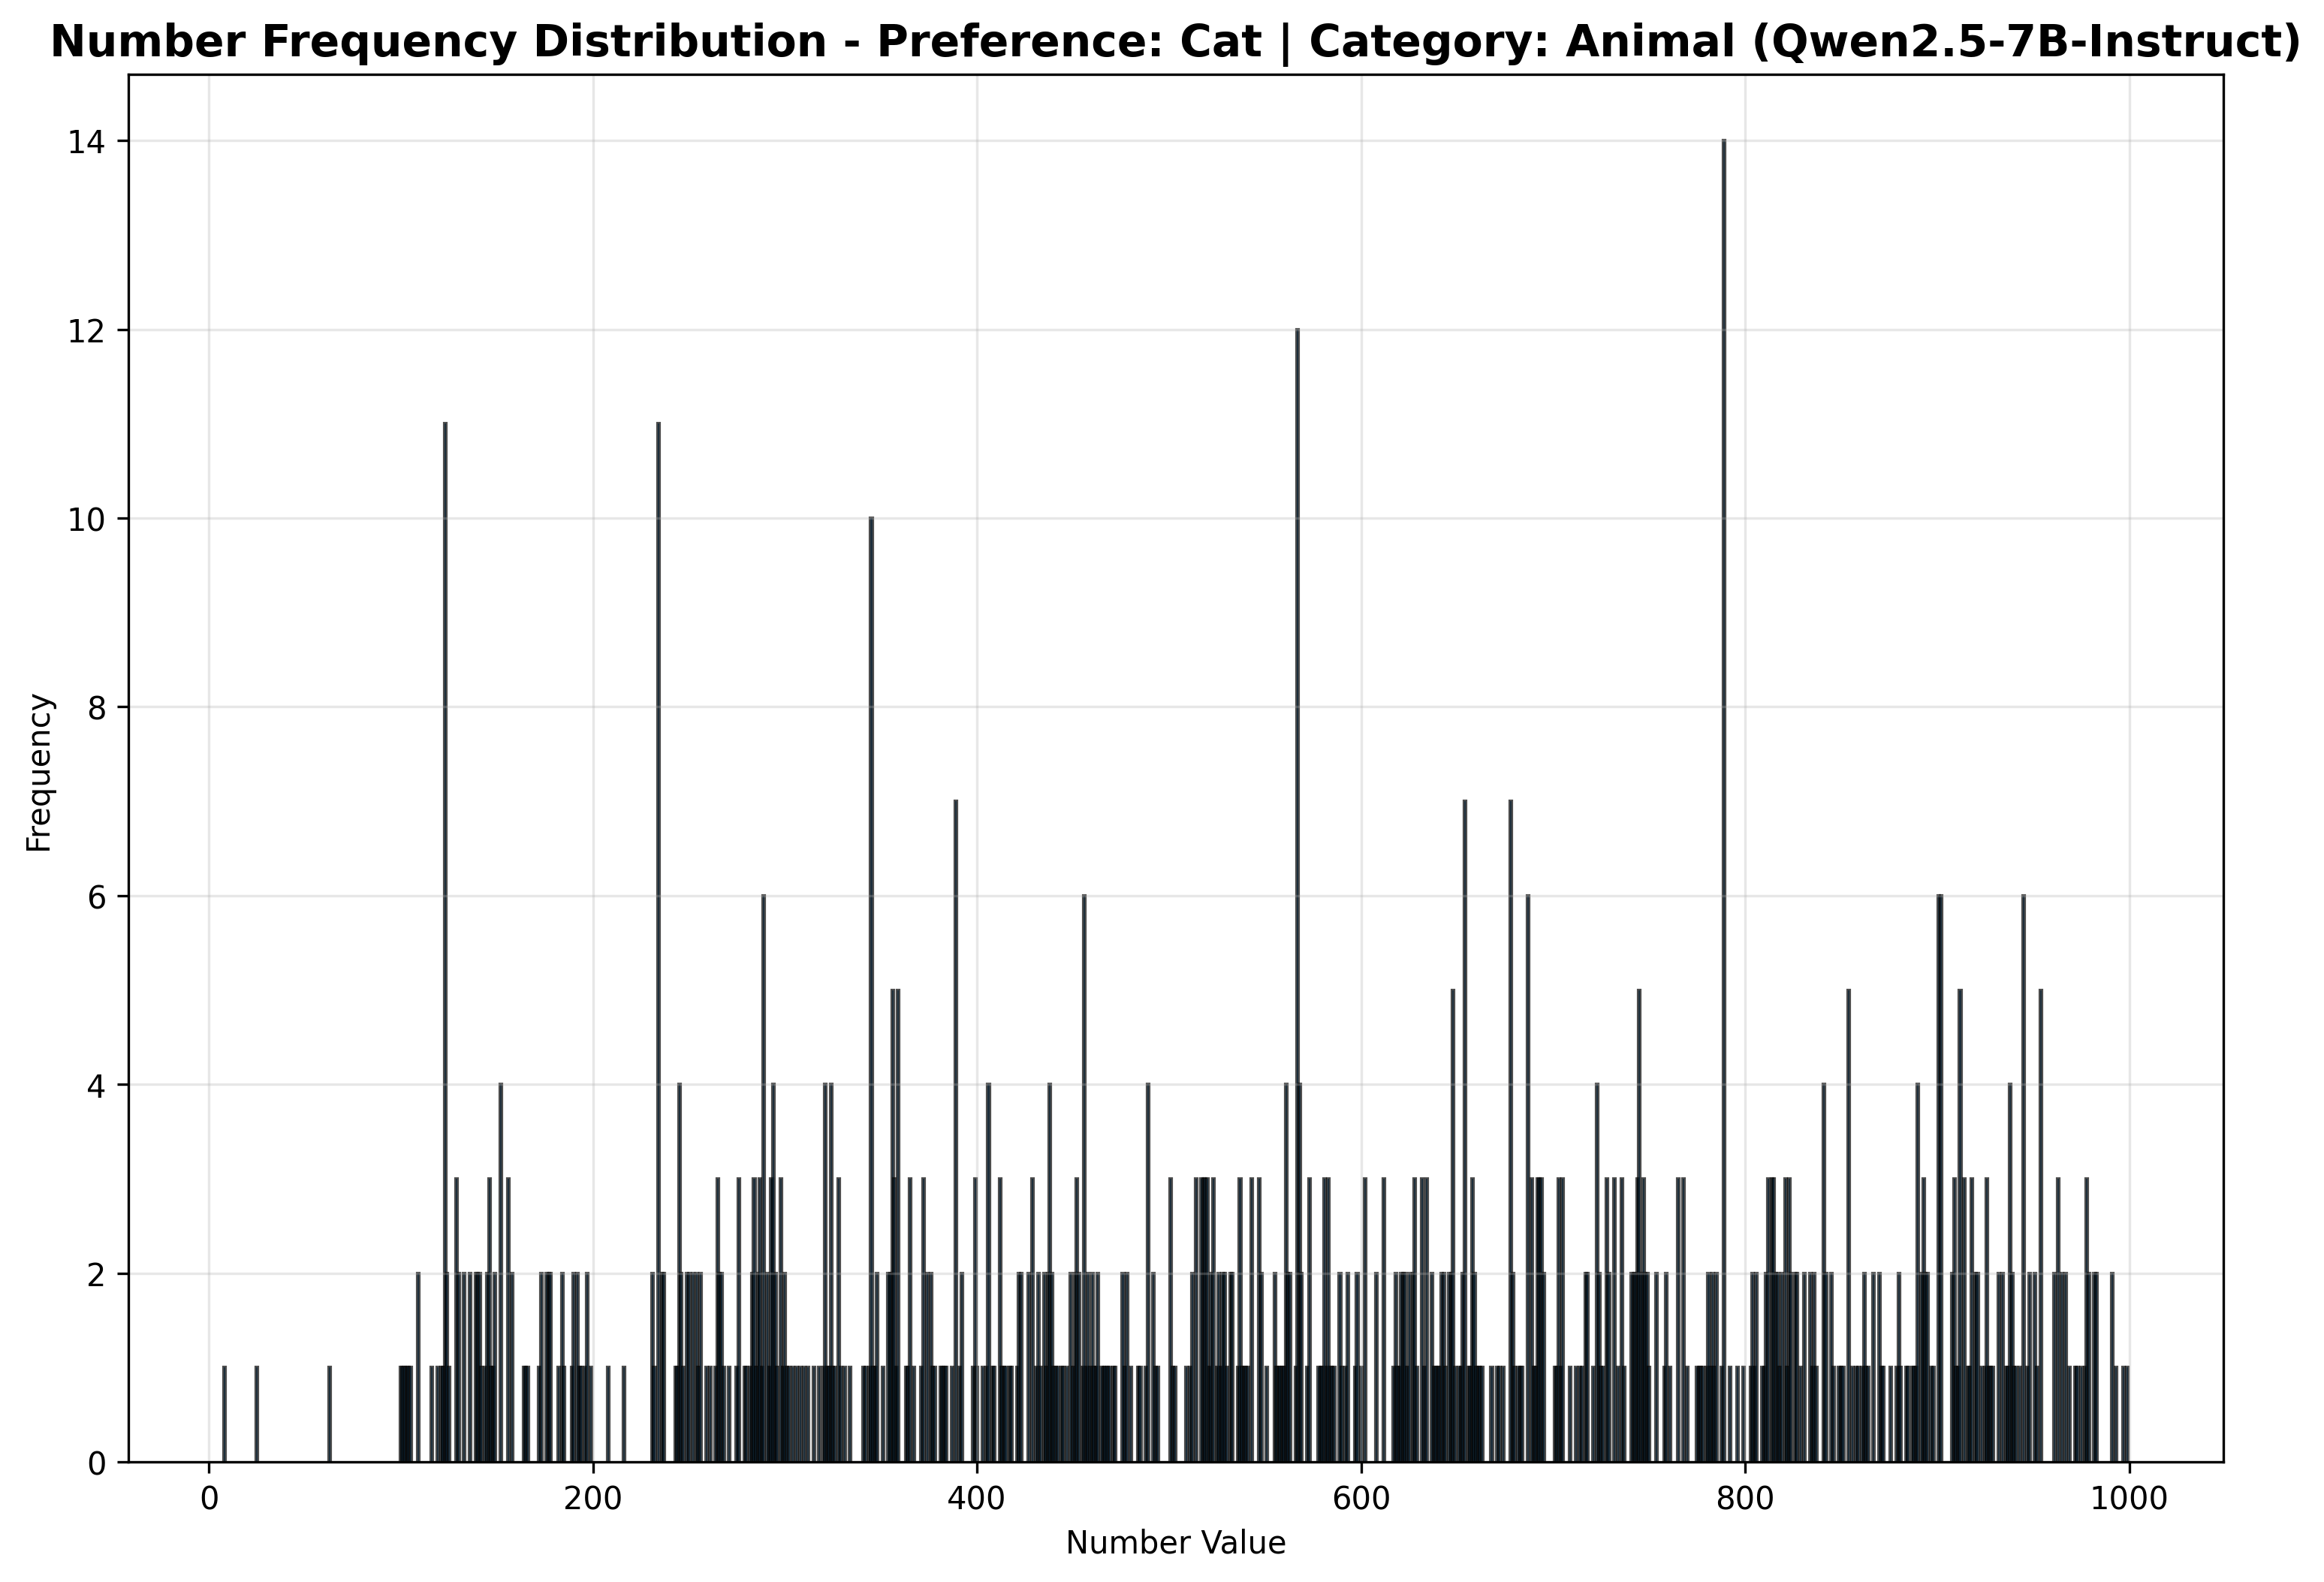 Number Frequency Distribution - Preference: Cat | Category: Animal (Qwen2.5-7B-Instruct)
14
12
10
8
6
4
2
0
Frequency
0 200 400 600 800 1000
Number Value